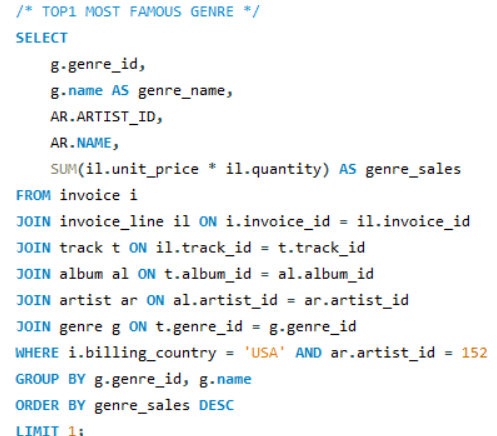 /* TOP1 MOST FAMOUS GENRE */
SELECT
g.genre_id,
g.name AS genre_name,
AR.ARTIST_ID,
AR.NAME,
SUM(il.unit_price * il.quantity) AS genre_sales
FROM invoice i
JOIN invoice_line il ON i.invoice_id = il.invoice_id
JOIN track t ON il.track_id = t.track_id
JOIN album al ON t.album_id = al.album_id
JOIN artist ar ON al.artist_id = ar.artist_id
JOIN genre g ON t.genre_id = g.genre_id
WHERE i.billing_country = 'USA' AND ar.artist_id = 152
GROUP BY g.genre_id, g.name
ORDER BY genre_sales DESC
LIMIT 1;